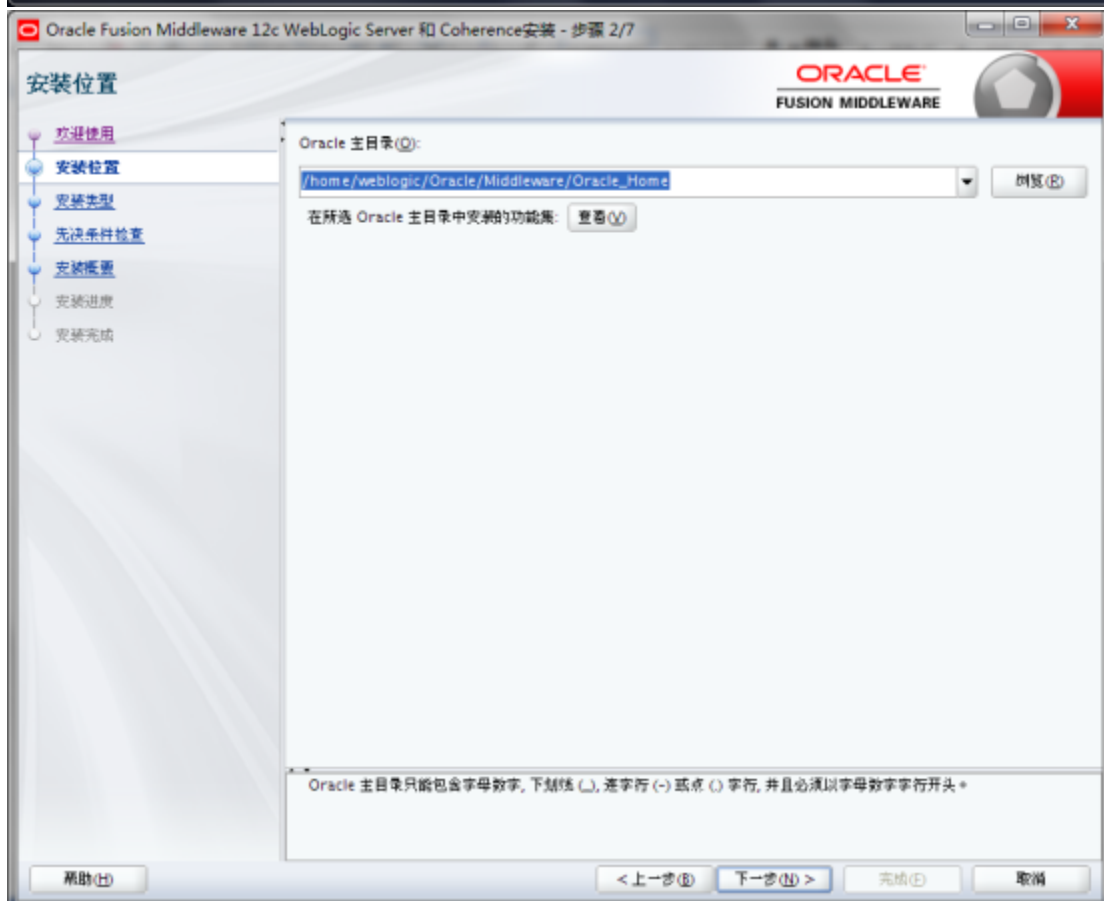 Oracle Fusion Middleware 12c WebLogic Server 和 Coherence安装 - 步骤 2/7
安装位置
ORACLE
FUSION MIDDLEWARE
欢迎使用
安装位置
安装类型
先决条件检查
安装概要
安装进度
安装完成
Oracle 主目录(O):
/home/weblogic/Oracle/Middleware/Oracle_Home
浏览(R)
在所选 Oracle 主目录中安装的功能集: 查看(V)
Oracle 主目录只能包含字母数字, 下划线 (_), 连字符 (-) 或点 (.) 字符, 并且必须以字母数字字符开头。
帮助(H)
< 上一步(B)
下一步(N) >
完成(F)
取消